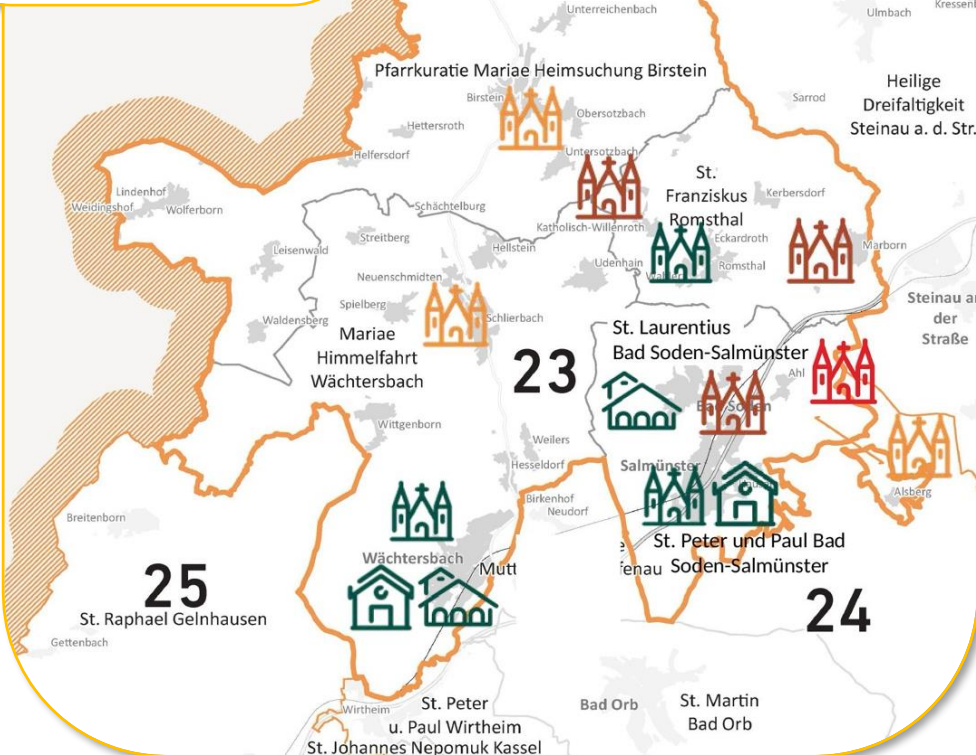 Unterreichenbach
Ulmbach
Pfarrkuratie Mariae Heimsuchung Birstein
Birstein
Obersotzbach
Sarrod
Heilige
Dreifaltigkeit
Steinau a. d. Str.
Hettersroth
Untersotzbach
Helfersdorf
St.
Franziskus
Romsthal
Kerbersdorf
Lindenhof
Weidingshof
Wolferborn
Schächtelburg
Katholisch-Willenroth
Streitberg
Hellstein
Eckardroth
Marborn
Leisenwald
Udenhain
Romsthal
Neuenschmidten
Spielberg
Schlierbach
Waldensberg
Steinau an
der
Straße
Mariae
Himmelfahrt
Wächtersbach
St. Laurentius
Bad Soden-Salmünster
23
Ahl
Bad Soden
Wittgenborn
Weilers
Hesseldorf
Salmünster
Birkenhof
Neudorf
Alsberg
Breitenborn
Wächtersbach
St. Peter und Paul Bad
Soden-Salmünster
25
St. Raphael Gelnhausen
24
Gettenbach
Wirtheim
St. Peter
u. Paul Wirtheim
St. Johannes Nepomuk Kassel
Bad Orb
St. Martin
Bad Orb